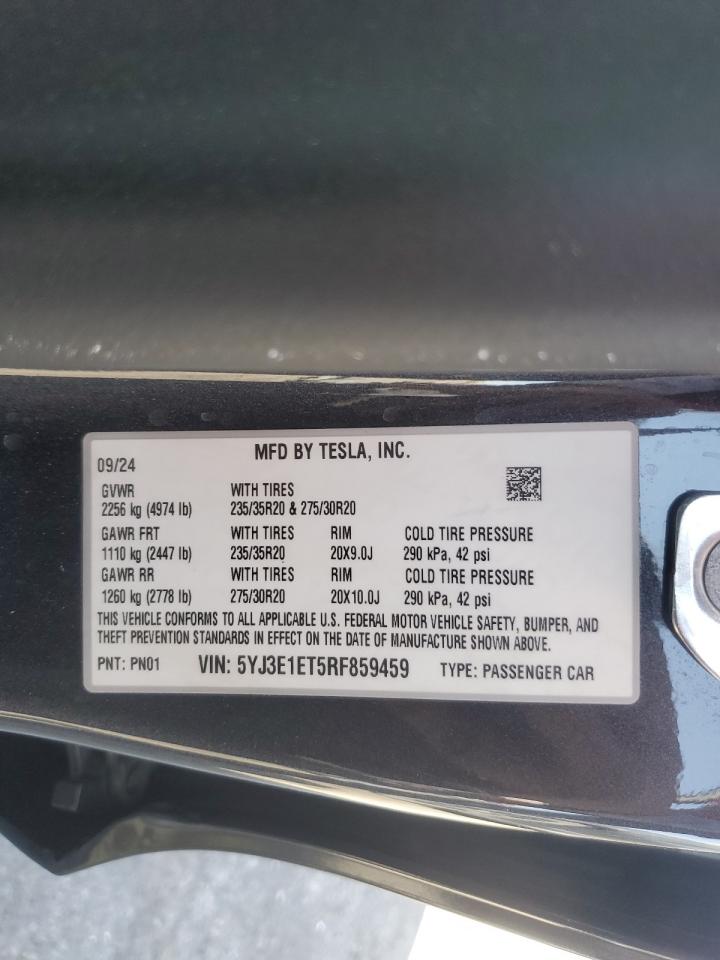 MFD BY TESLA, INC.
09/24
GVWR WITH TIRES
2256 kg (4974 lb) 235/35R20 & 275/30R20
GAWR FRT WITH TIRES RIM COLD TIRE PRESSURE
1110 kg (2447 lb) 235/35R20 20X9.0J 290 kPa, 42 psi
GAWR RR WITH TIRES RIM COLD TIRE PRESSURE
1260 kg (2778 lb) 275/30R20 20X10.0J 290 kPa, 42 psi
THIS VEHICLE CONFORMS TO ALL APPLICABLE U.S. FEDERAL MOTOR VEHICLE SAFETY, BUMPER, AND
THEFT PREVENTION STANDARDS IN EFFECT ON THE DATE OF MANUFACTURE SHOWN ABOVE.
PNT: PN01 VIN: 5YJ3E1ET5RF859459 TYPE: PASSENGER CAR